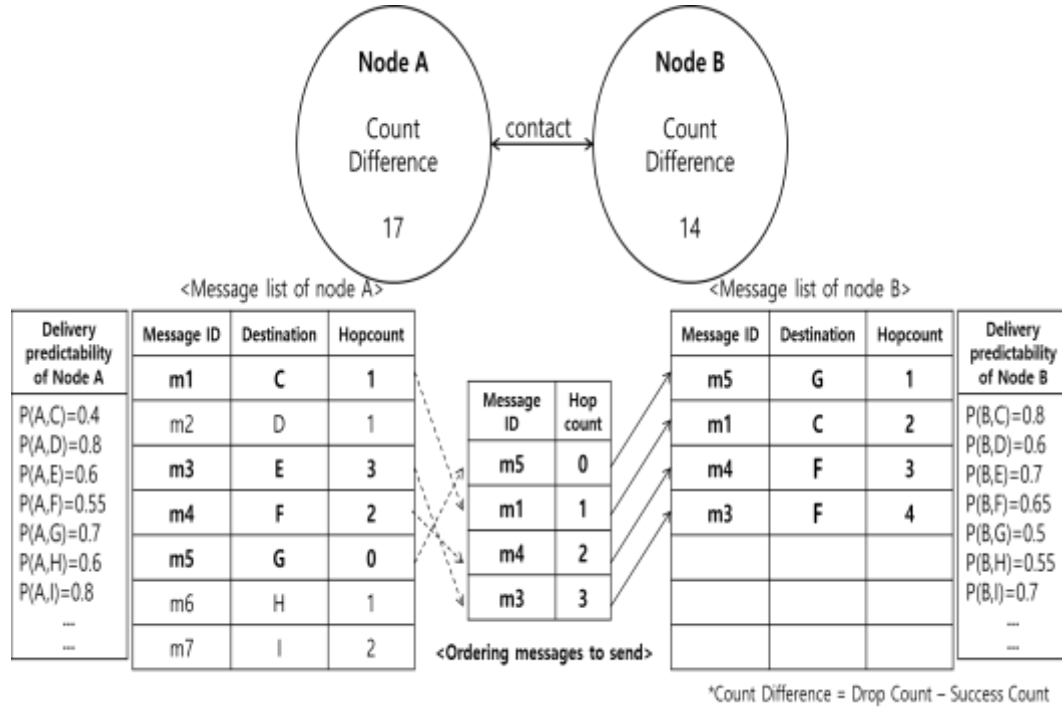 Node A
Count
Difference
17
contact
Node B
Count
Difference
14
<Message list of node A>
<Message list of node B>
Delivery
predictability
of Node A
P(A,C)=0.4
P(A,D)=0.8
P(A,E)=0.6
P(A,F)=0.55
P(A,G)=0.7
P(A,H)=0.6
P(A,I)=0.8
....
....
Message ID Destination Hopcount
m1 C 1
m2 D 1
m3 E 3
m4 F 2
m5 G 0
m6 H 1
m7 I 2
Message Hop
ID count
m5 0
m1 1
m4 2
m3 3
<Ordering messages to send>
Message ID Destination Hopcount
m5 G 1
m1 C 2
m4 F 3
m3 F 4
Delivery
predictability
of Node B
P(B,C)=0.8
P(B,D)=0.6
P(B,E)=0.7
P(B,F)=0.65
P(B,G)=0.5
P(B,H)=0.55
P(B,I)=0.7
....
....
*Count Difference = Drop Count – Success Count